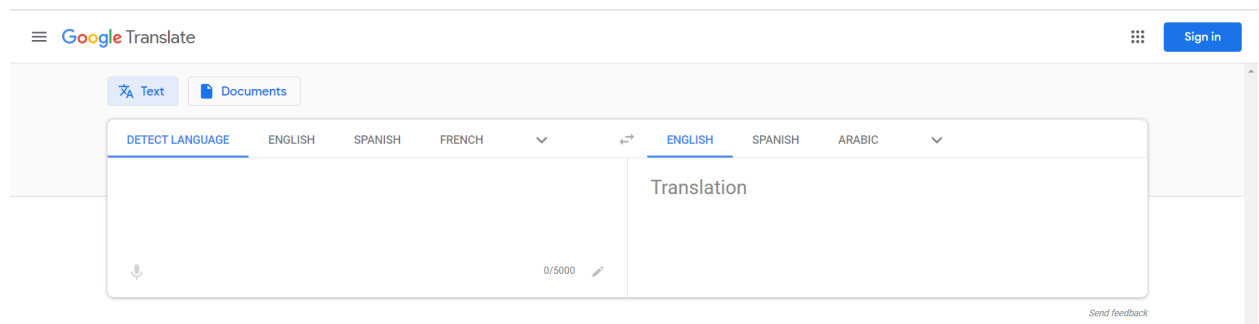 Google Translate Sign in
Text Documents
DETECT LANGUAGE ENGLISH SPANISH FRENCH ENGLISH SPANISH ARABIC
Translation
0/5000
Send feedback